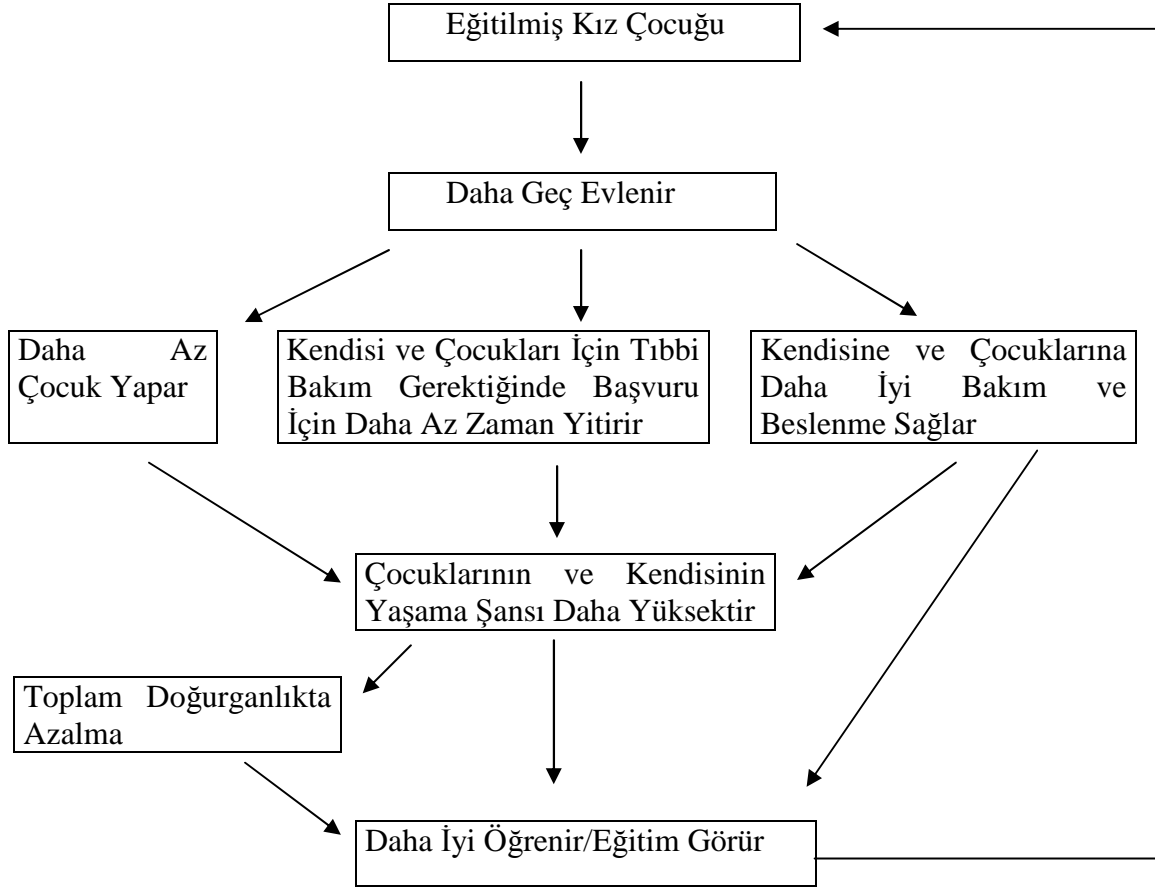 Eğitilmiş Kız Çocuğu
Daha Geç Evlenir
Daha Az
Çocuk Yapar
Kendisi ve Çocukları İçin Tıbbi
Bakım Gerektiğinde Başvuru
İçin Daha Az Zaman Yitirir
Kendisine ve Çocuklarına
Daha İyi Bakım ve
Beslenme Sağlar
Çocuklarının ve Kendisinin
Yaşama Şansı Daha Yüksektir
Toplam Doğurganlıkta
Azalma
Daha İyi Öğrenir/Eğitim Görür